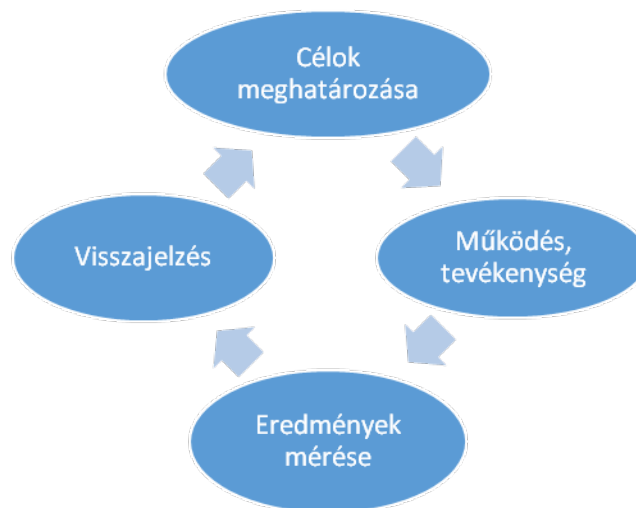 Célok
meghatározása
Működés,
tevékenység
Eredmények
mérése
Visszajelzés